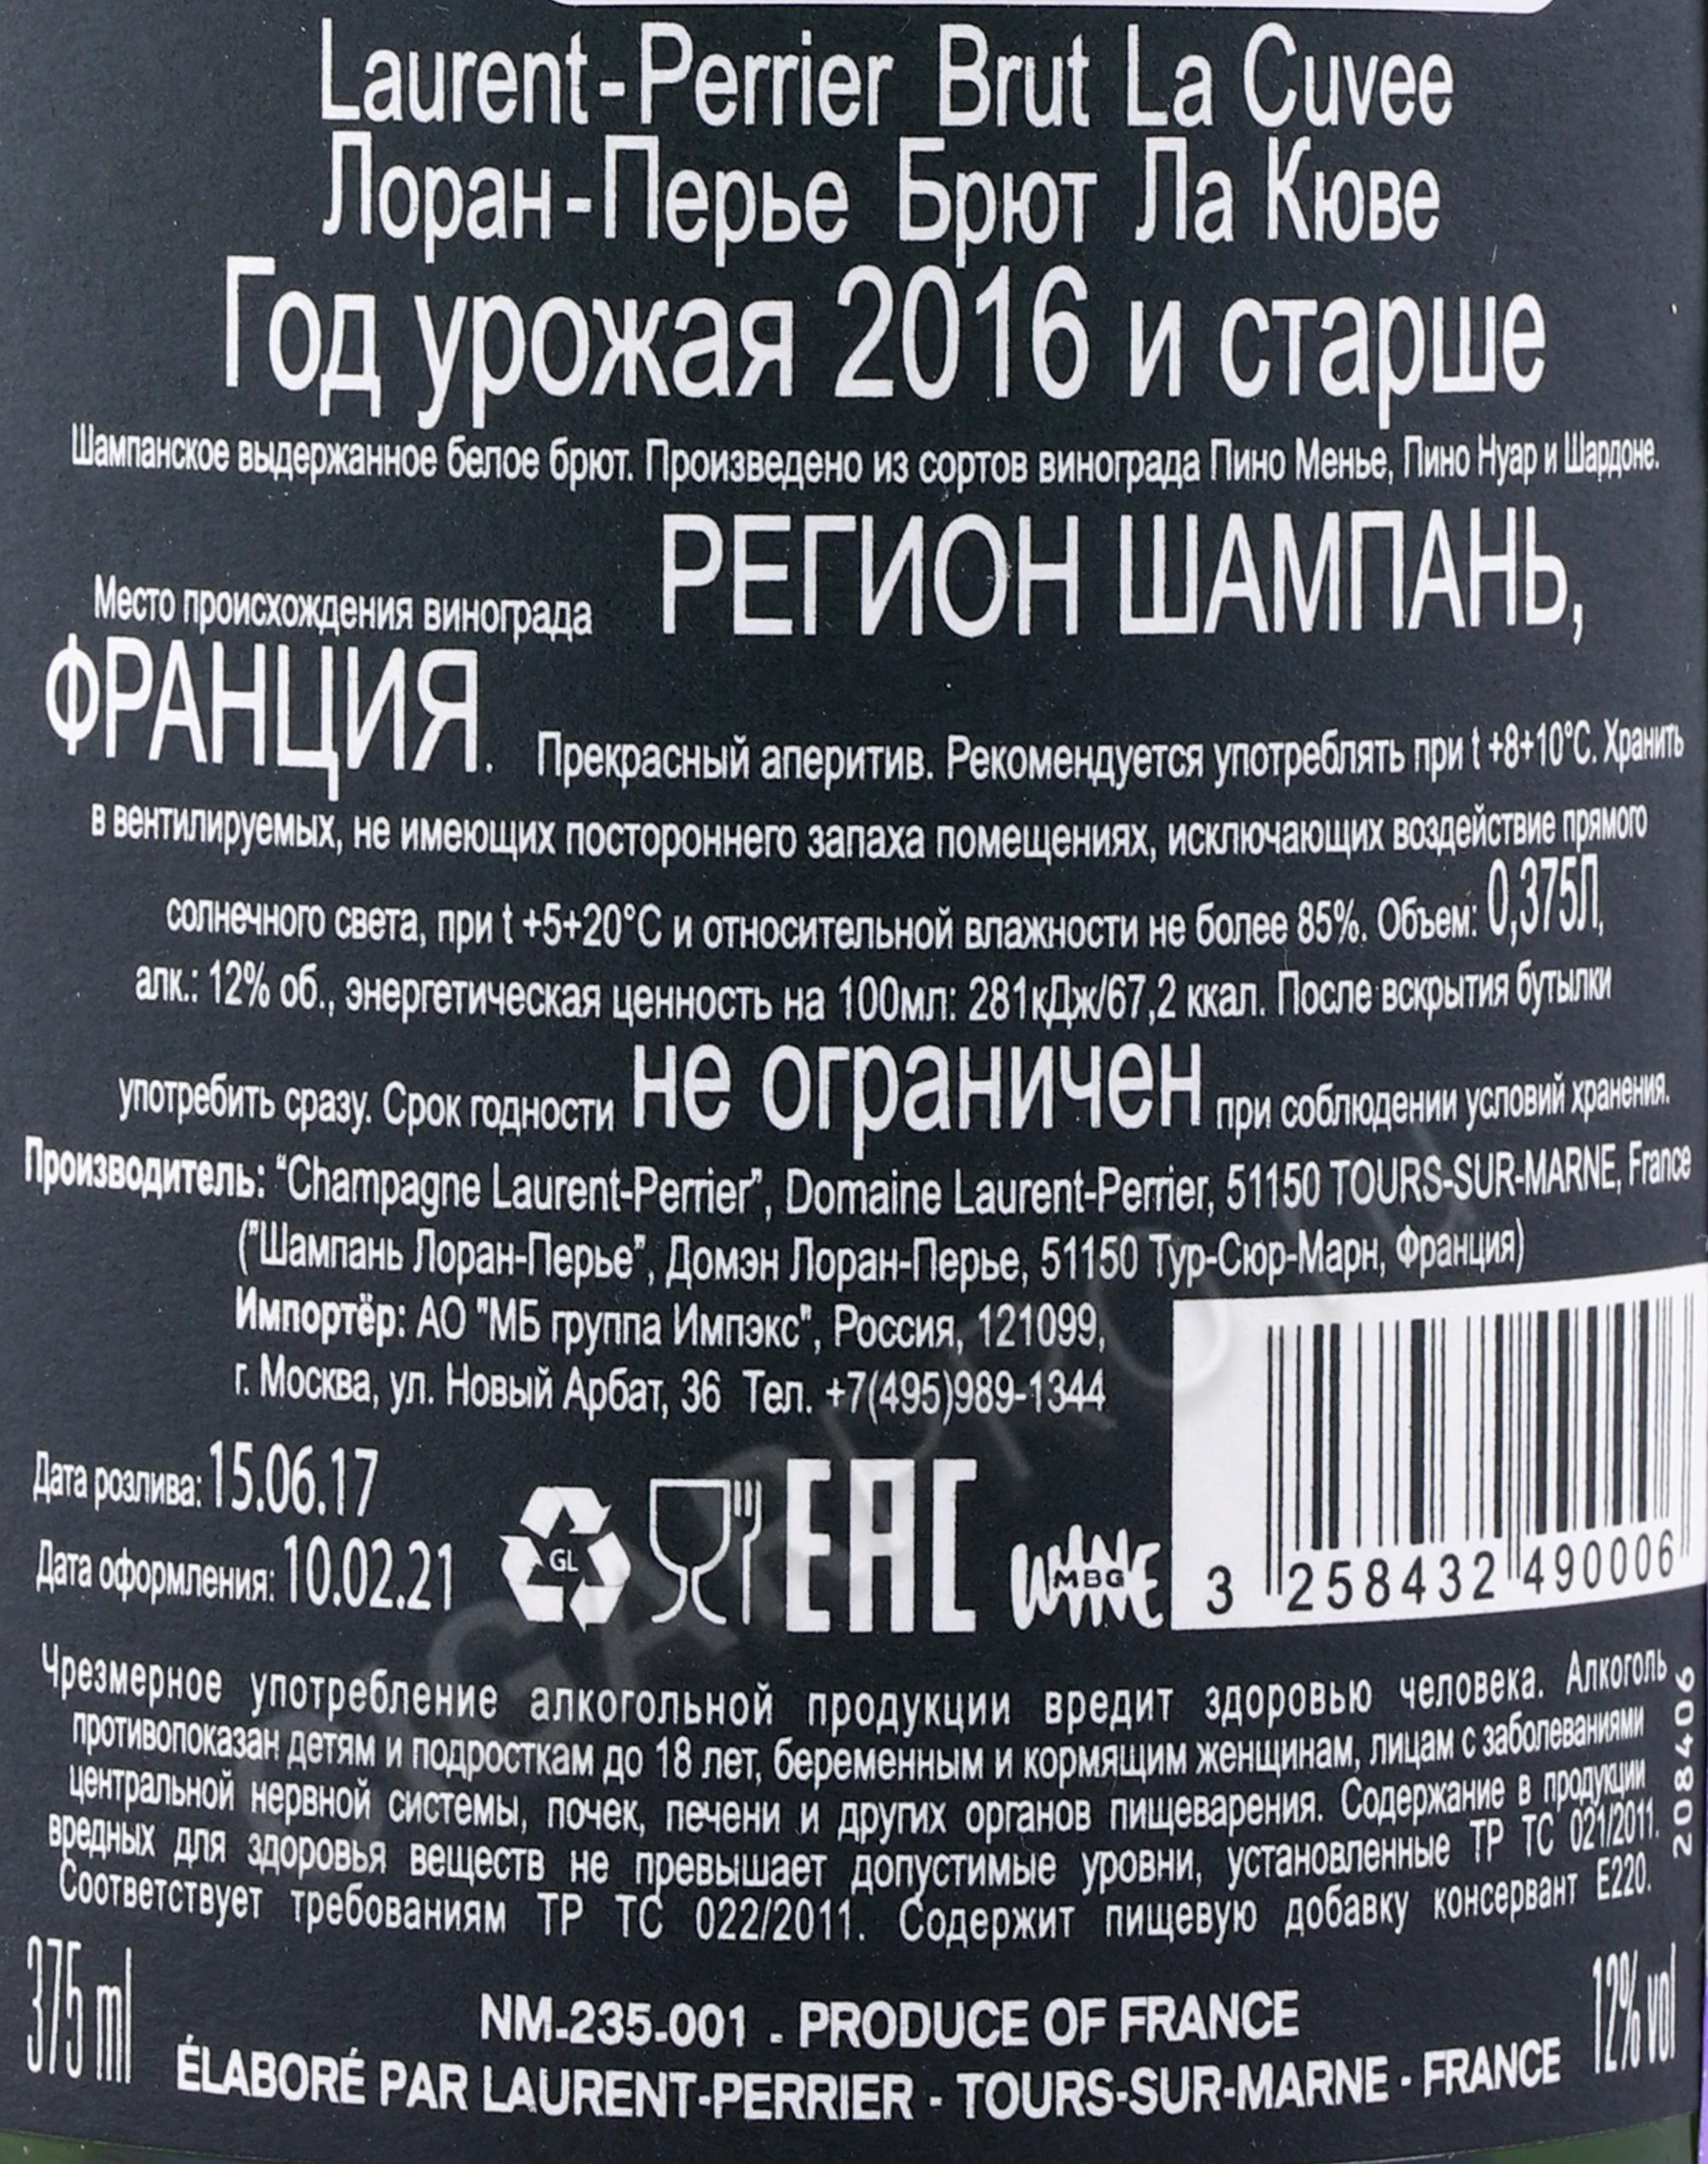 Laurent-Perrier Brut La Cuvee
Лоран-Перье Брют Ла Кюве
Год урожая 2016 и старше
Шампанское выдержанное белое брют. Произведено из сортов винограда Пино Менье, Пино Нуар и Шардоне.
Место происхождения винограда РЕГИОН ШАМПАНЬ,
ФРАНЦИЯ. Прекрасный аперитив. Рекомендуется употреблять при t +8+10°C. Хранить
в вентилируемых, не имеющих постороннего запаха помещениях, исключающих воздействие прямого
солнечного света, при t +5+20°C и относительной влажности не более 85%. Объем: 0,375Л,
алк.: 12% об., энергетическая ценность на 100мл: 281кДж/67,2 ккал. После вскрытия бутылки
употребить сразу. Срок годности не ограничен при соблюдении условий хранения.
Производитель: "Champagne Laurent-Perrier", Domaine Laurent-Perrier, 51150 TOURS-SUR-MARNE, France
("Шампань Лоран-Перье", Домэн Лоран-Перье, 51150 Тур-Сюр-Марн, Франция)
Импортёр: АО "МБ группа Импэкс", Россия, 121099,
г. Москва, ул. Новый Арбат, 36 Тел. +7(495)989-1344
Дата розлива: 15.06.17
Дата оформления: 10.02.21
GL
EAC
WINE
MBG
3 258432 490006
CIGARPRO.ru
Чрезмерное употребление алкогольной продукции вредит здоровью человека. Алкоголь
противопоказан детям и подросткам до 18 лет, беременным и кормящим женщинам, лицам с заболеваниями
центральной нервной системы, почек, печени и других органов пищеварения. Содержание в продукции
вредных для здоровья веществ не превышает допустимые уровни, установленные ТР ТС 021/2011.
Соответствует требованиям ТР ТС 022/2011. Содержит пищевую добавку консервант Е220.
208406
375 ml
NM-235-001 - PRODUCE OF FRANCE
12% vol
ÉLABORÉ PAR LAURENT-PERRIER - TOURS-SUR-MARNE - FRANCE